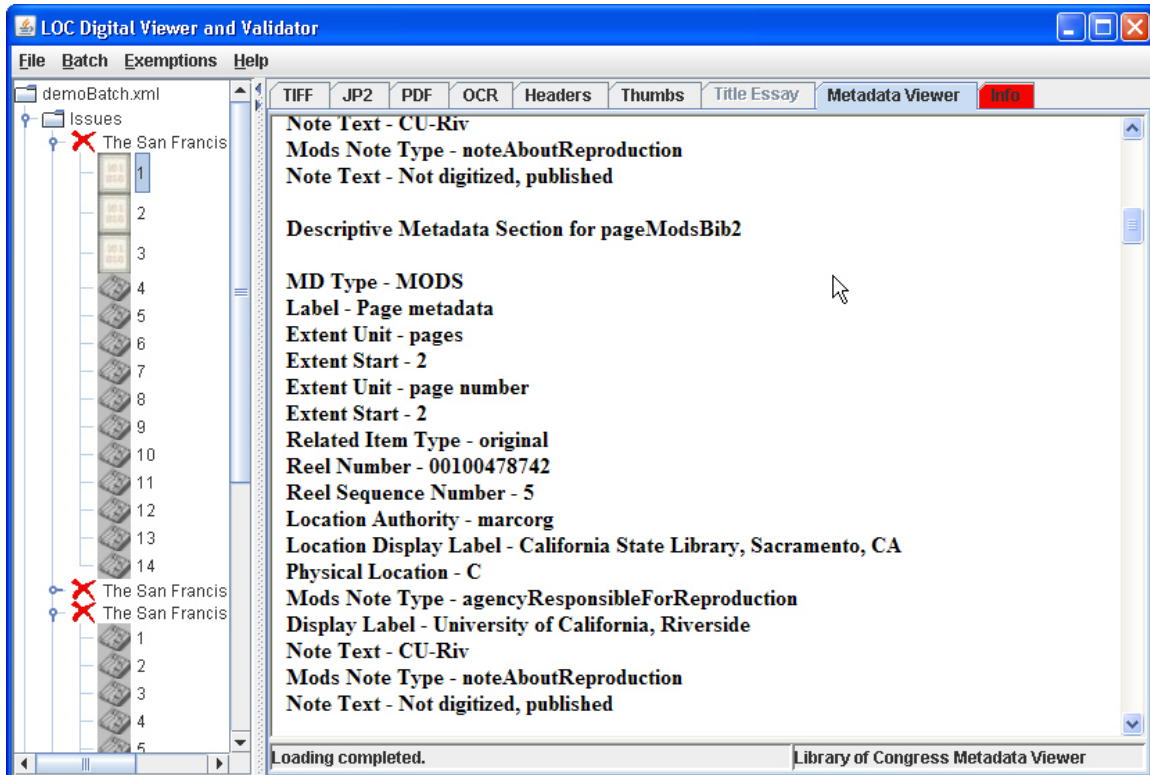 LOC Digital Viewer and Validator
File Batch Exemptions Help
demoBatch.xml
Issues
The San Francis
1
2
3
4
5
6
7
8
9
10
11
12
13
14
The San Francis
The San Francis
1
2
3
4
5
TIFF JP2 PDF OCR Headers Thumbs Title Essay Metadata Viewer Info
Note Text - CU-Riv
Mods Note Type - noteAboutReproduction
Note Text - Not digitized, published
Descriptive Metadata Section for pageModsBib2
MD Type - MODS
Label - Page metadata
Extent Unit - pages
Extent Start - 2
Extent Unit - page number
Extent Start - 2
Related Item Type - original
Reel Number - 00100478742
Reel Sequence Number - 5
Location Authority - marcorg
Location Display Label - California State Library, Sacramento, CA
Physical Location - C
Mods Note Type - agencyResponsibleForReproduction
Display Label - University of California, Riverside
Note Text - CU-Riv
Mods Note Type - noteAboutReproduction
Note Text - Not digitized, published
Loading completed. Library of Congress Metadata Viewer